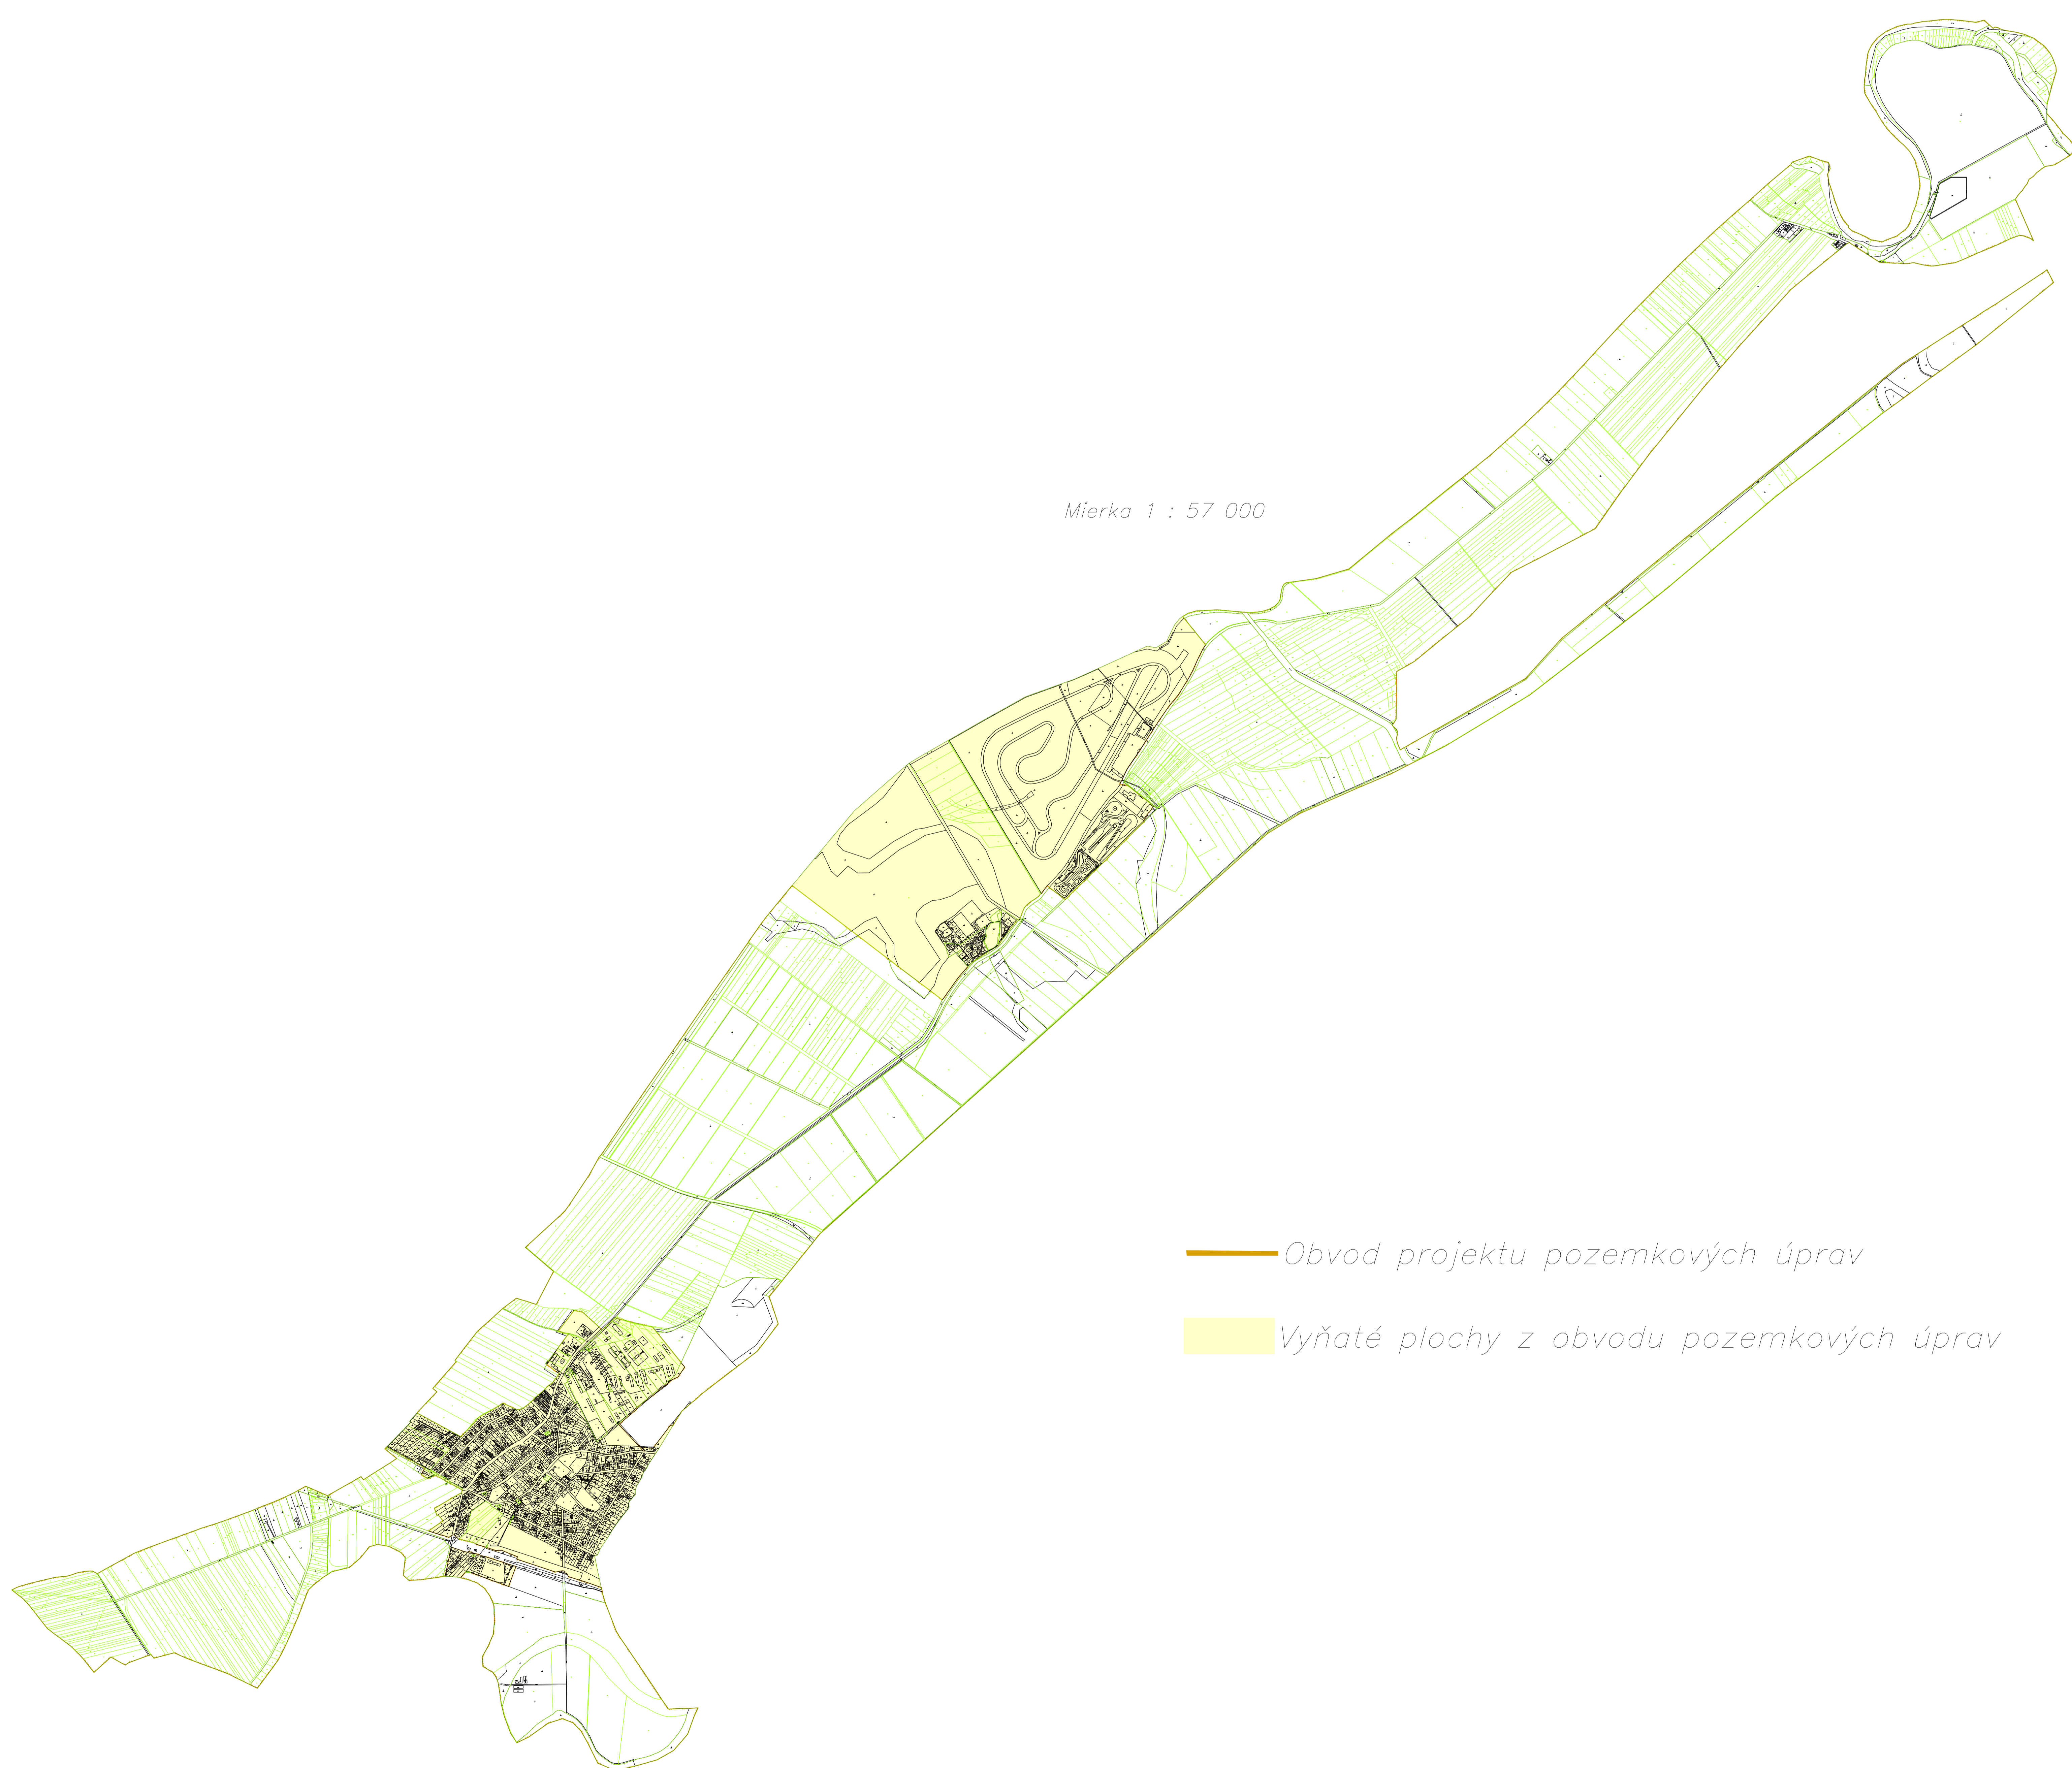 Mierka 1 : 57 000
Obvod projektu pozemkových úprav
Vyňaté plochy z obvodu pozemkových úprav